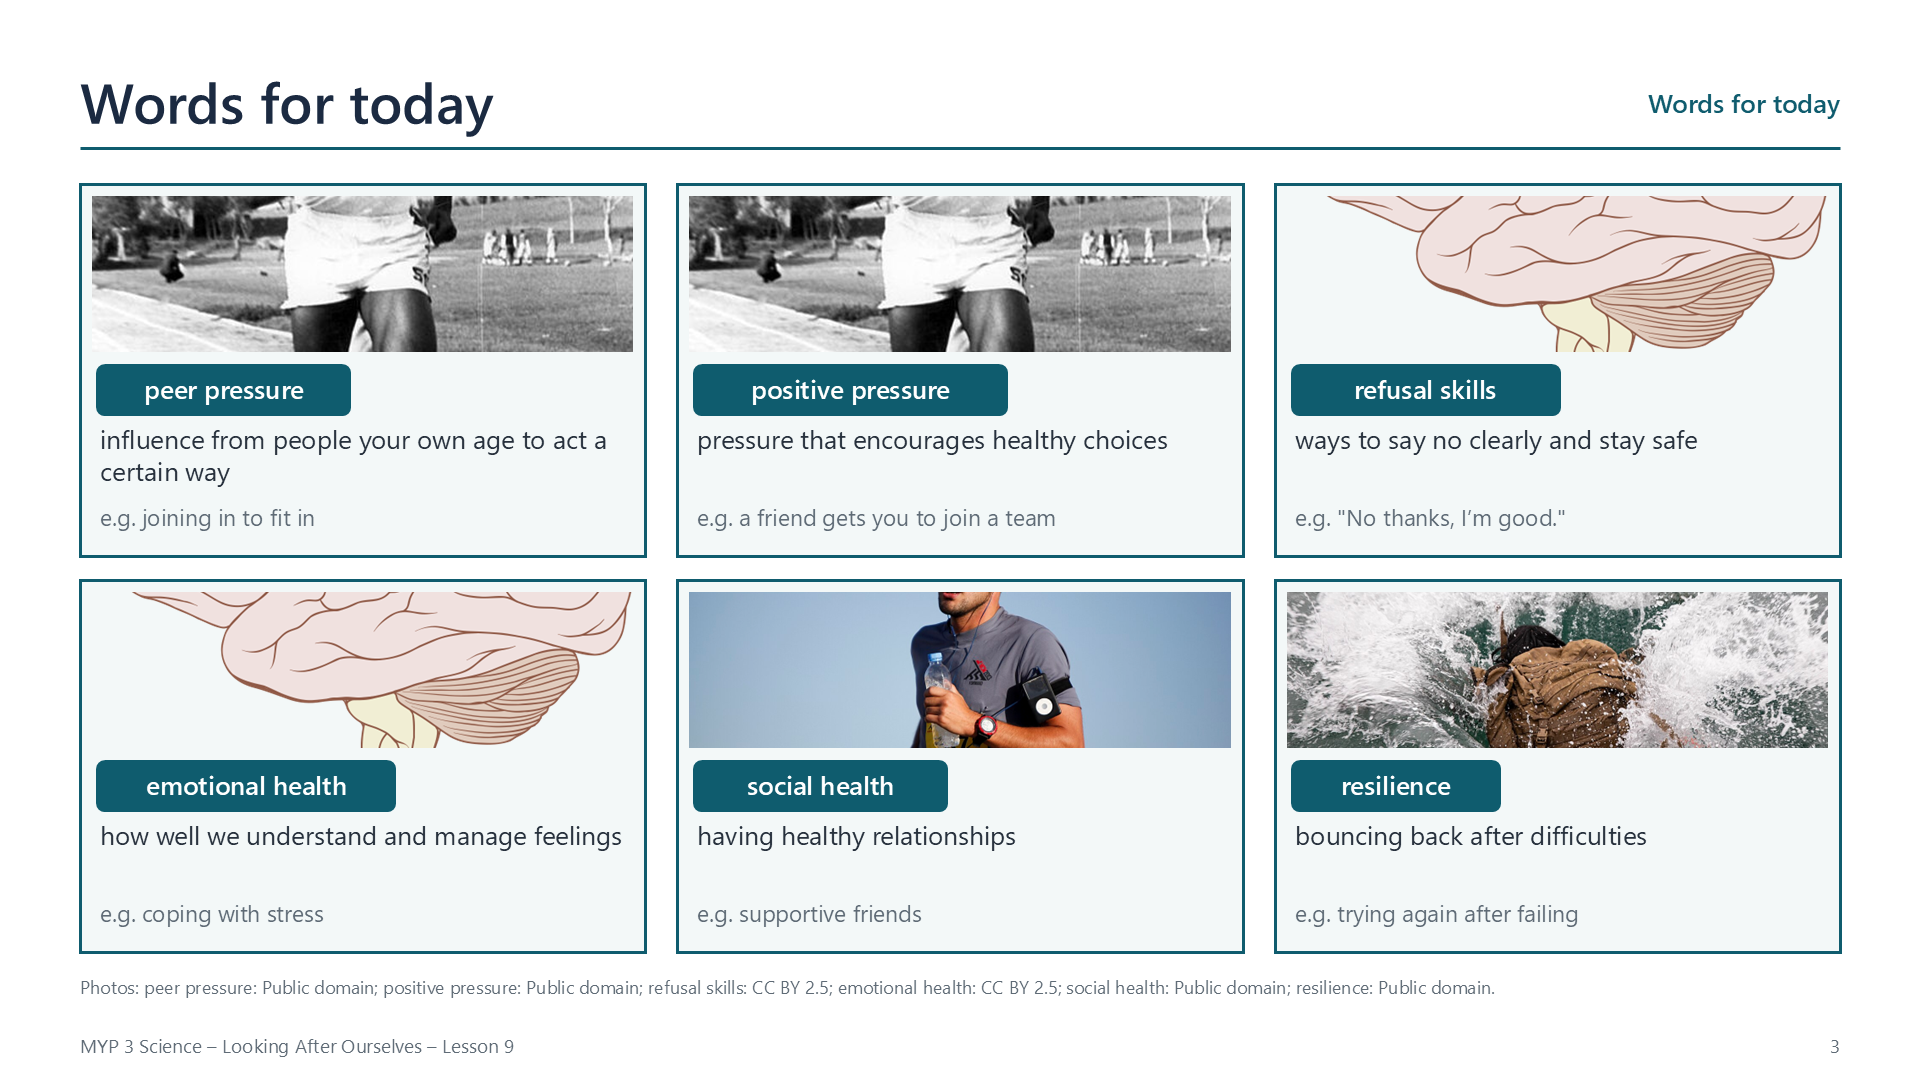 Words for today
Words for today
peer pressure
influence from people your own age to act a
certain way
e.g. joining in to fit in
positive pressure
pressure that encourages healthy choices
e.g. a friend gets you to join a team
refusal skills
ways to say no clearly and stay safe
e.g. "No thanks, I’m good."
emotional health
how well we understand and manage feelings
e.g. coping with stress
social health
having healthy relationships
e.g. supportive friends
resilience
bouncing back after difficulties
e.g. trying again after failing
Photos: peer pressure: Public domain; positive pressure: Public domain; refusal skills: CC BY 2.5; emotional health: CC BY 2.5; social health: Public domain; resilience: Public domain.
MYP 3 Science – Looking After Ourselves – Lesson 9
3